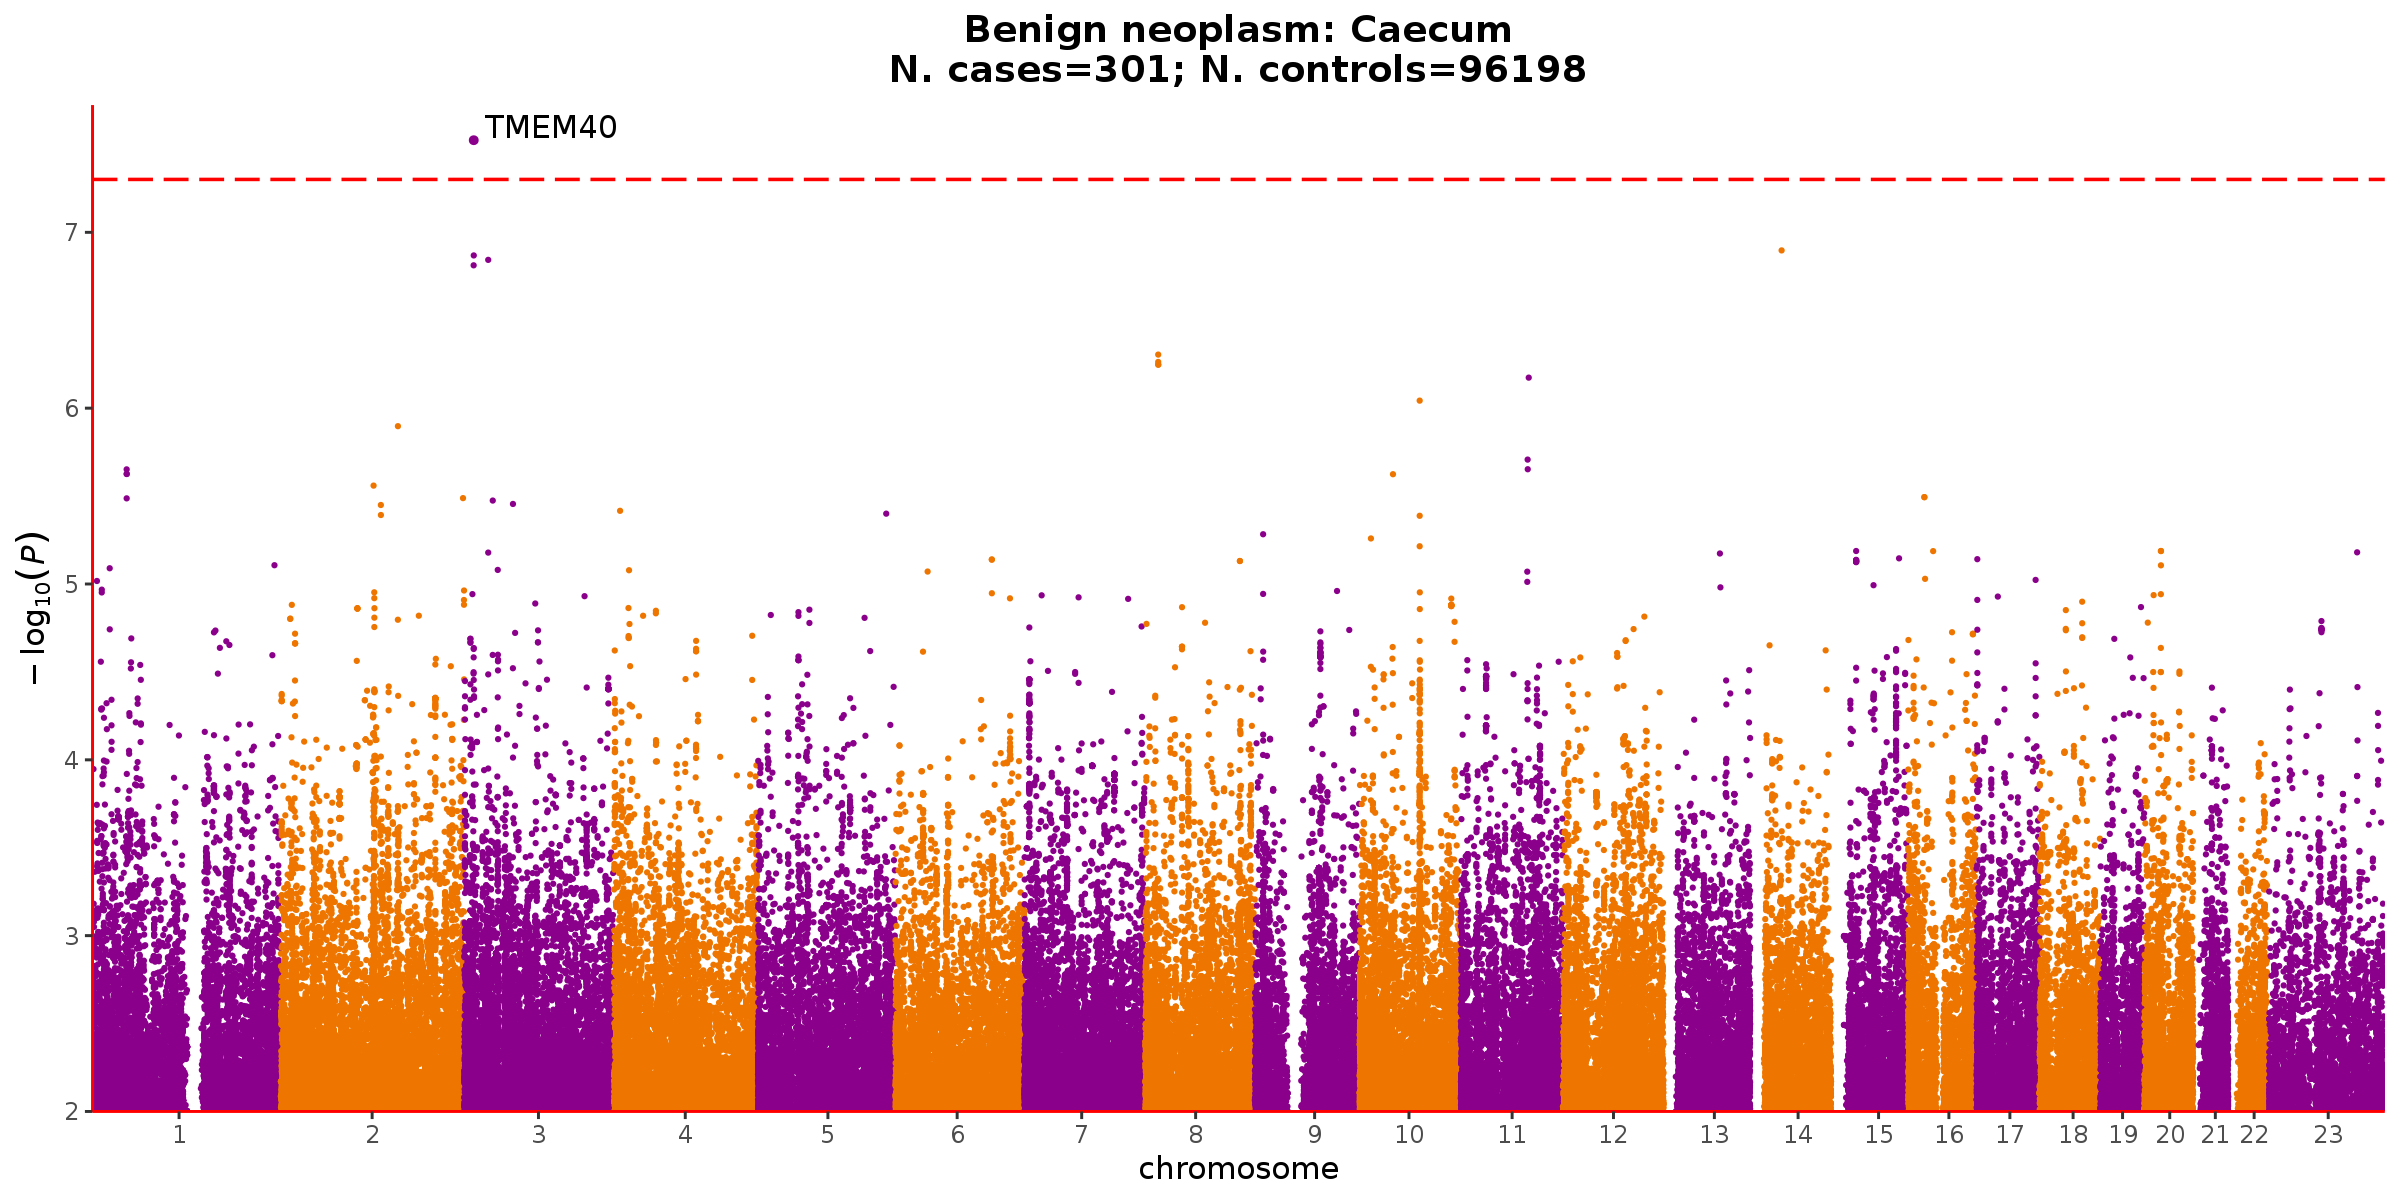 Benign neoplasm: Caecum
N. cases=301; N. controls=96198
TMEM40
7
6
5
4
3
2
−log10(P)
1 2 3 4 5 6 7 8 9 10 11 12 13 14 15 16 17 18 19 20 21 22 23
chromosome